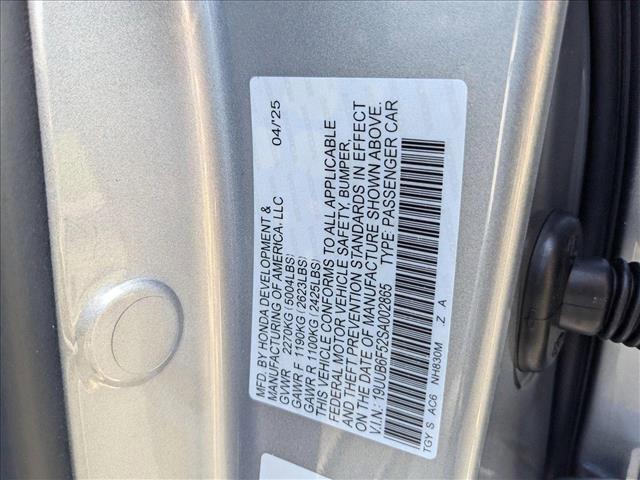 MFD. BY HONDA DEVELOPMENT &
MANUFACTURING OF AMERICA, LLC 04/'25
GVWR 2270KG (5004LBS)
GAWR F 1190KG (2623LBS)
GAWR R 1100KG (2425LBS)
THIS VEHICLE CONFORMS TO ALL APPLICABLE
FEDERAL MOTOR VEHICLE SAFETY, BUMPER,
AND THEFT PREVENTION STANDARDS IN EFFECT
ON THE DATE OF MANUFACTURE SHOWN ABOVE.
V.I.N: 19UUB6F52SA002865 TYPE: PASSENGER CAR
TGY S AC6 NH830M Z A